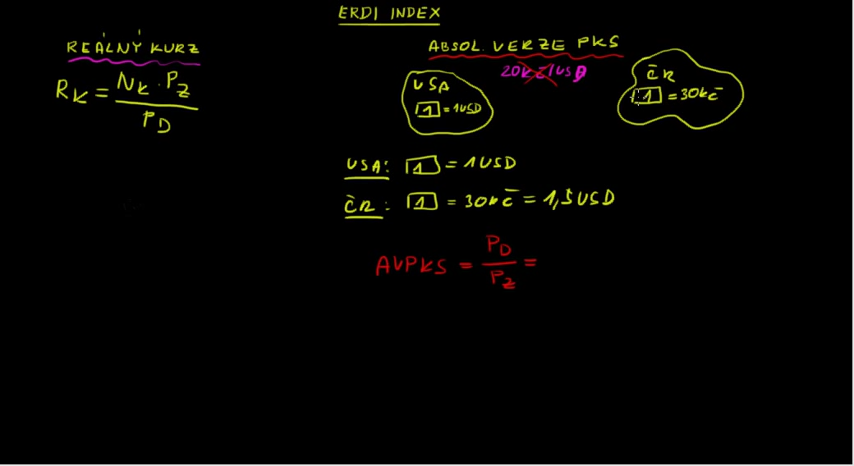 ERDI INDEX
REÁLNÝ KURZ
RK = NK . PZ
PD
ABSOL. VERZE PKS
20Kč/1USD
USA
1 = 1USD
ČR
1 = 30Kč
USA: 1 = 1USD
ČR: 1 = 30Kč = 1,5USD
AVPKS = PD =
PZ